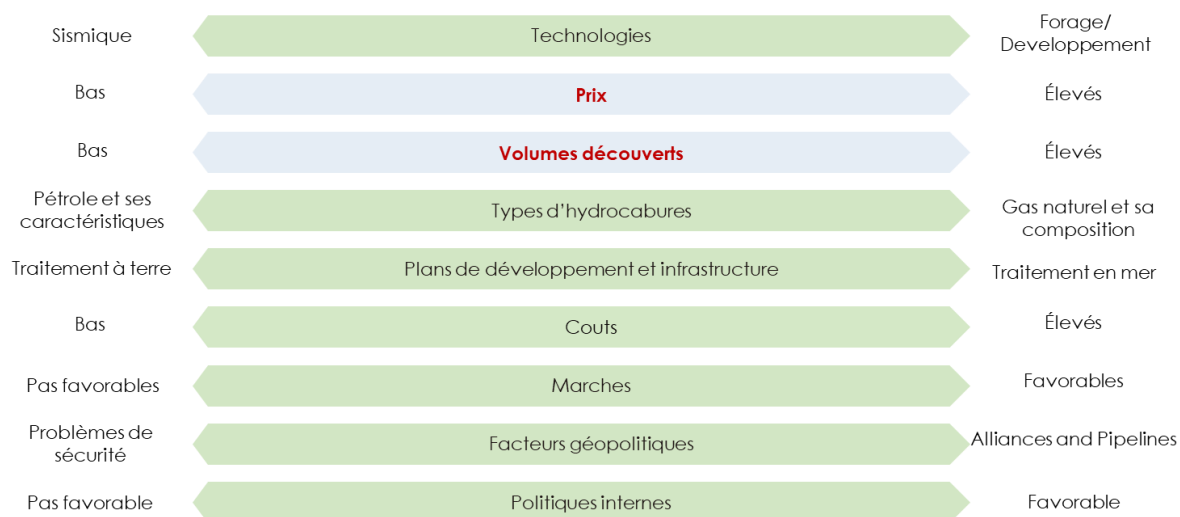 Sismique
Technologies
Forage/
Developpement
Bas
Prix
Élevés
Bas
Volumes découverts
Élevés
Pétrole et ses
caractéristiques
Types d’hydrocabures
Gas naturel et sa
composition
Traitement à terre
Plans de développement et infrastructure
Traitement en mer
Bas
Couts
Élevés
Pas favorables
Marches
Favorables
Problèmes de
sécurité
Facteurs géopolitiques
Alliances and Pipelines
Pas favorable
Politiques internes
Favorable